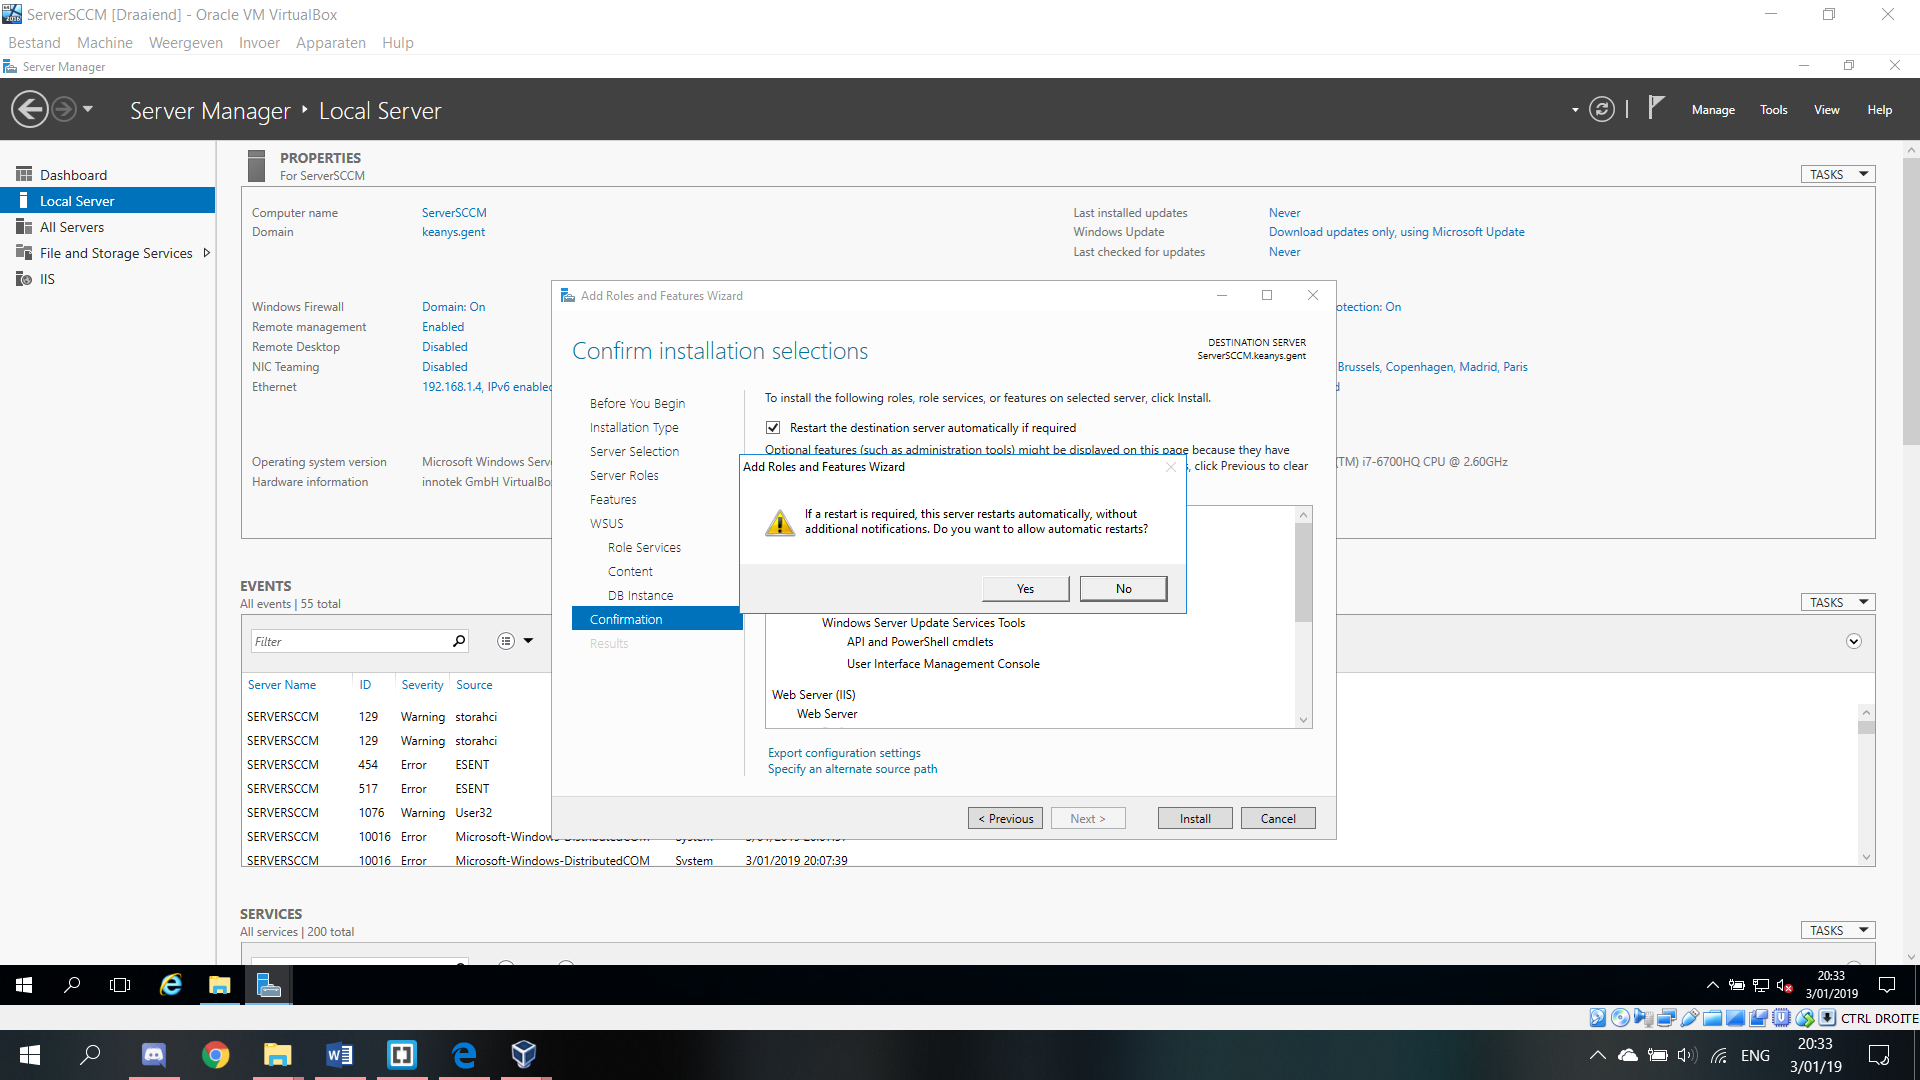 ServerSCCM [Draaiend] - Oracle VM VirtualBox
Bestand Machine Weergeven Invoer Apparaten Hulp
Server Manager
Server Manager Local Server
Manage Tools View Help
Dashboard
Local Server
All Servers
File and Storage Services
IIS
PROPERTIES
For ServerSCCM
TASKS
Computer name ServerSCCM
Domain keanys.gent
Last installed updates Never
Windows Update Download updates only, using Microsoft Update
Last checked for updates Never
Windows Firewall Domain: On
Remote management Enabled
Remote Desktop Disabled
NIC Teaming Disabled
Ethernet 192.168.1.4, IPv6 enabled
otection: On
Brussels, Copenhagen, Madrid, Paris
Operating system version Microsoft Windows Serv
Hardware information innotek GmbH VirtualBo
(TM) i7-6700HQ CPU @ 2.60GHz
Add Roles and Features Wizard
Confirm installation selections
DESTINATION SERVER
ServerSCCM.keanys.gent
Before You Begin
Installation Type
Server Selection
Server Roles
Features
WSUS
Role Services
Content
DB Instance
Confirmation
Results
To install the following roles, role services, or features on selected server, click Install.
Restart the destination server automatically if required
Optional features (such as administration tools) might be displayed on this page because they have
, click Previous to clear
Add Roles and Features Wizard
If a restart is required, this server restarts automatically, without
additional notifications. Do you want to allow automatic restarts?
Yes No
Windows Server Update Services Tools
API and PowerShell cmdlets
User Interface Management Console
Web Server (IIS)
Web Server
Export configuration settings
Specify an alternate source path
< Previous Next > Install Cancel
EVENTS
All events | 55 total
TASKS
Filter
Server Name ID Severity Source
SERVERSCCM 129 Warning storahci
SERVERSCCM 129 Warning storahci
SERVERSCCM 454 Error ESENT
SERVERSCCM 517 Error ESENT
SERVERSCCM 1076 Warning User32
SERVERSCCM 10016 Error Microsoft-Windows-DistributedCOM System 3/01/2019 20:07:57
SERVERSCCM 10016 Error Microsoft-Windows-DistributedCOM System 3/01/2019 20:07:39
SERVICES
All services | 200 total
TASKS
20:33
3/01/2019
CTRL DROITE
ENG
20:33
3/01/19